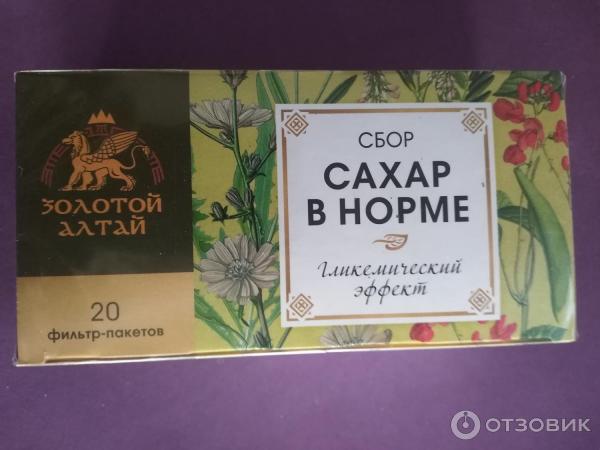 ЗОЛОТОЙ
АЛТАЙ
20
фильтр-пакетов
СБОР
САХАР
В НОРМЕ
Гликемический
эффект
ОТЗОВИК